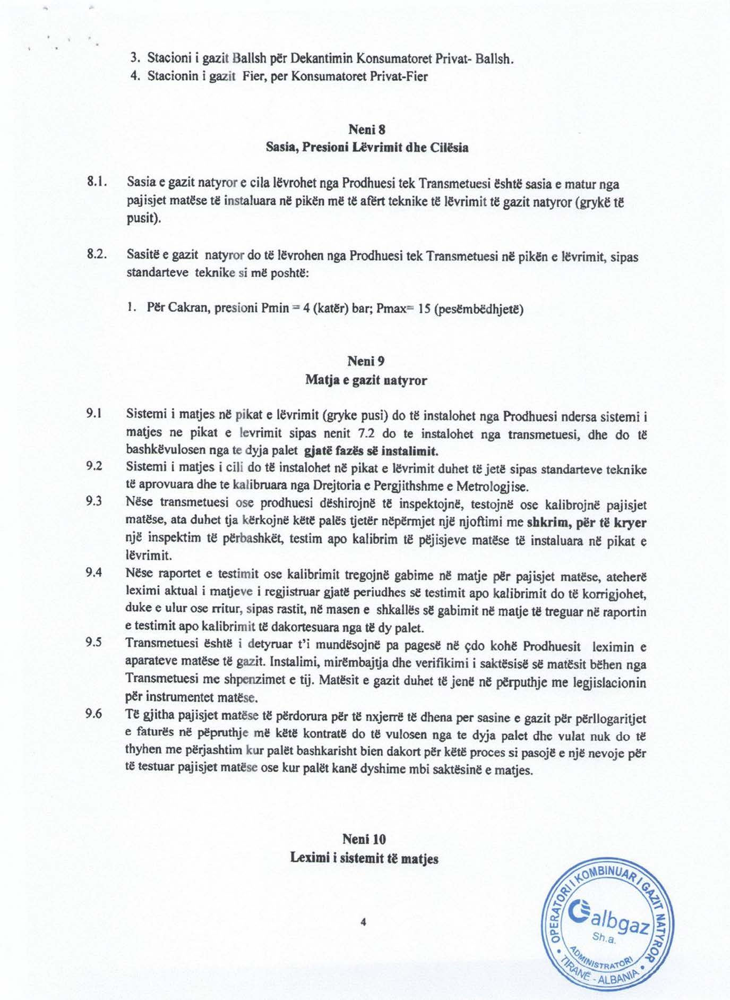 3. Stacioni i gazit Ballsh për Dekantimin Konsumatoret Privat- Ballsh.
4. Stacionin i gazit Fier, per Konsumatoret Privat-Fier
Neni 8
Sasia, Presioni Lëvrimit dhe Cilësia
8.1. Sasia e gazit natyror e cila lëvrohet nga Prodhuesi tek Transmetuesi është sasia e matur nga
pajisjet matëse të instaluara në pikën më të afërt teknike të lëvrimit të gazit natyror (grykë të
pusit).
8.2. Sasitë e gazit natyror do të lëvrohen nga Prodhuesi tek Transmetuesi në pikën e lëvrimit, sipas
standarteve teknike si më poshtë:
1. Për Cakran, presioni Pmin = 4 (katër) bar; Pmax= 15 (pesëmbëdhjetë)
Neni 9
Matja e gazit natyror
9.1 Sistemi i matjes në pikat e lëvrimit (gryke pusi) do të instalohet nga Prodhuesi ndersa sistemi i
matjes ne pikat e levrimit sipas nenit 7.2 do te instalohet nga transmetuesi, dhe do të
bashkëvulosen nga te dyja palet gjatë fazës së instalimit.
9.2 Sistemi i matjes i cili do të instalohet në pikat e lëvrimit duhet të jetë sipas standarteve teknike
të aprovuara dhe te kalibruara nga Drejtoria e Pergjithshme e Metrologjise.
9.3 Nëse transmetuesi ose prodhuesi dëshirojnë të inspektojnë, testojnë ose kalibrojnë pajisjet
matëse, ata duhet tja kërkojnë këtë palës tjetër nëpërmjet një njoftimi me shkrim, për të kryer
një inspektim të përbashkët, testim apo kalibrim të pëjisjeve matëse të instaluara në pikat e
lëvrimit.
9.4 Nëse raportet e testimit ose kalibrimit tregojnë gabime në matje për pajisjet matëse, ateherë
leximi aktual i matjeve i regjistruar gjatë periudhes së testimit apo kalibrimit do të korrigjohet,
duke e ulur ose rritur, sipas rastit, në masen e shkallës së gabimit në matje të treguar në raportin
e testimit apo kalibrimit të dakortesuara nga të dy palet.
9.5 Transmetuesi është i detyruar t'i mundësojnë pa pagesë në çdo kohë Prodhuesit leximin e
aparateve matëse të gazit. Instalimi, mirëmbajtja dhe verifikimi i saktësisë së matësit bëhen nga
Transmetuesi me shpenzimet e tij. Matësit e gazit duhet të jenë në përputhje me legjislacionin
për instrumentet matëse.
9.6 Të gjitha pajisjet matëse të përdorura për të nxjerrë të dhena per sasine e gazit për përllogaritjet
e faturës në pëpruthje më këtë kontratë do të vulosen nga te dyja palet dhe vulat nuk do të
thyhen me përjashtim kur palët bashkarisht bien dakort për këtë proces si pasojë e një nevoje për
të testuar pajisjet matëse ose kur palët kanë dyshime mbi saktësinë e matjes.
Neni 10
Leximi i sistemit të matjes
4
OPERATORI I KOMBINUAR I GAZIT NATYROR
albgaz
Sh.a.
ADMINISTRATORI
TIRANË - ALBANIA